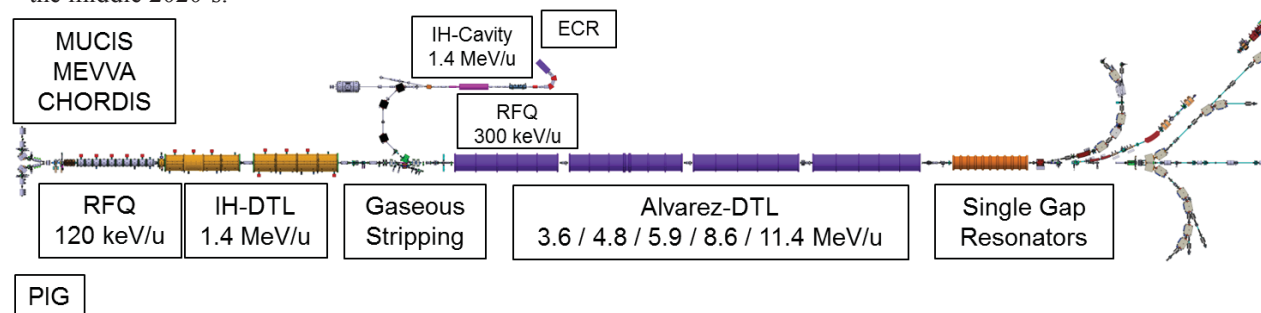 the middle 2020's.
MUCIS
MEVVA
CHORDIS
IH-Cavity
1.4 MeV/u
ECR
RFQ
300 keV/u
RFQ
120 keV/u
IH-DTL
1.4 MeV/u
Gaseous
Stripping
Alvarez-DTL
3.6 / 4.8 / 5.9 / 8.6 / 11.4 MeV/u
Single Gap
Resonators
PIG